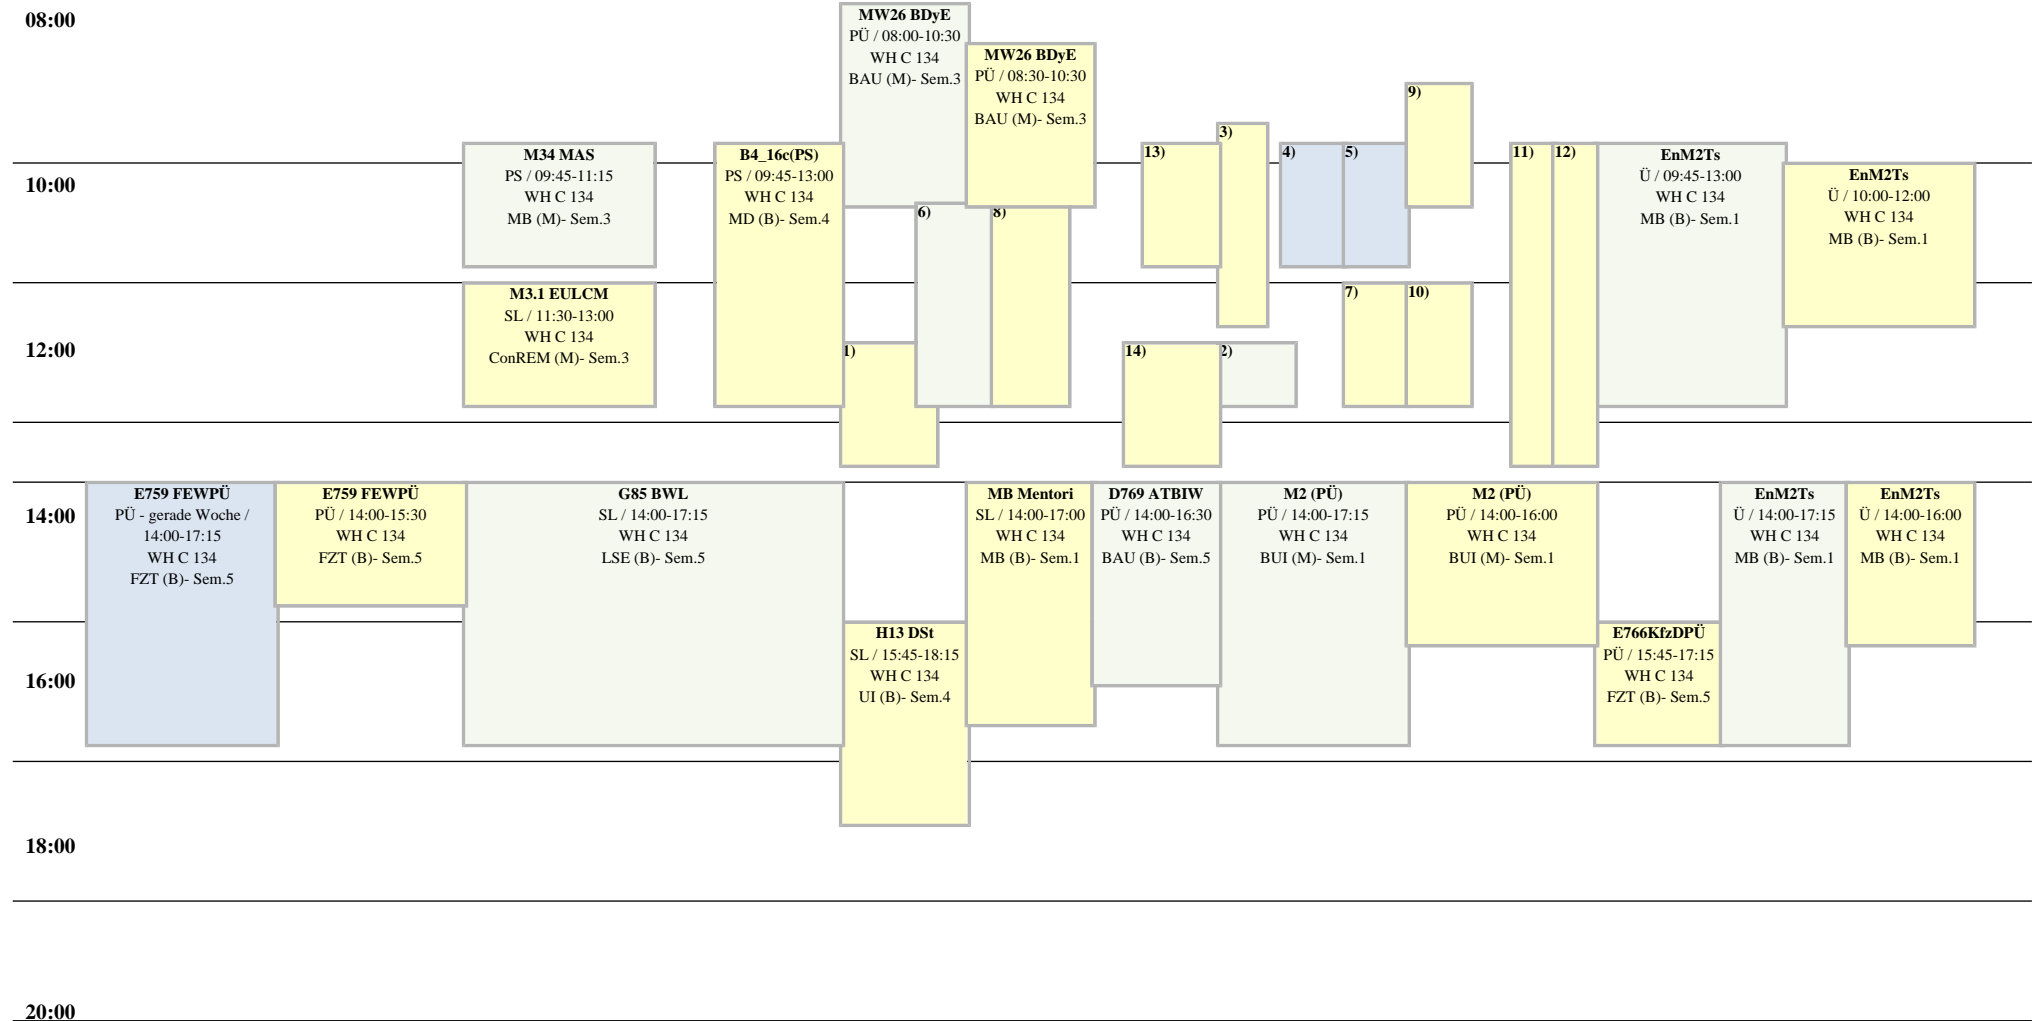 08:00
MW26 BDyE
PÜ / 08:00-10:30
WH C 134
BAU (M)- Sem.3
MW26 BDyE
PÜ / 08:30-10:30
WH C 134
BAU (M)- Sem.3
9)
3)
10:00
M34 MAS
PS / 09:45-11:15
WH C 134
MB (M)- Sem.3
B4_16c(PS)
PS / 09:45-13:00
WH C 134
MD (B)- Sem.4
13)
4)
5)
11)
12)
EnM2Ts
Ü / 09:45-13:00
WH C 134
MB (B)- Sem.1
EnM2Ts
Ü / 10:00-12:00
WH C 134
MB (B)- Sem.1
6)
8)
M3.1 EULCM
SL / 11:30-13:00
WH C 134
ConREM (M)- Sem.3
7)
10)
12:00
1)
14)
2)
14:00
E759 FEWPÜ
PÜ - gerade Woche /
14:00-17:15
WH C 134
FZT (B)- Sem.5
E759 FEWPÜ
PÜ / 14:00-15:30
WH C 134
FZT (B)- Sem.5
G85 BWL
SL / 14:00-17:15
WH C 134
LSE (B)- Sem.5
MB Mentori
SL / 14:00-17:00
WH C 134
MB (B)- Sem.1
D769 ATBIW
PÜ / 14:00-16:30
WH C 134
BAU (B)- Sem.5
M2 (PÜ)
PÜ / 14:00-17:15
WH C 134
BUI (M)- Sem.1
M2 (PÜ)
PÜ / 14:00-16:00
WH C 134
BUI (M)- Sem.1
EnM2Ts
Ü / 14:00-17:15
WH C 134
MB (B)- Sem.1
EnM2Ts
Ü / 14:00-16:00
WH C 134
MB (B)- Sem.1
H13 DSt
SL / 15:45-18:15
WH C 134
UI (B)- Sem.4
E766KfzDPÜ
PÜ / 15:45-17:15
WH C 134
FZT (B)- Sem.5
16:00
18:00
20:00